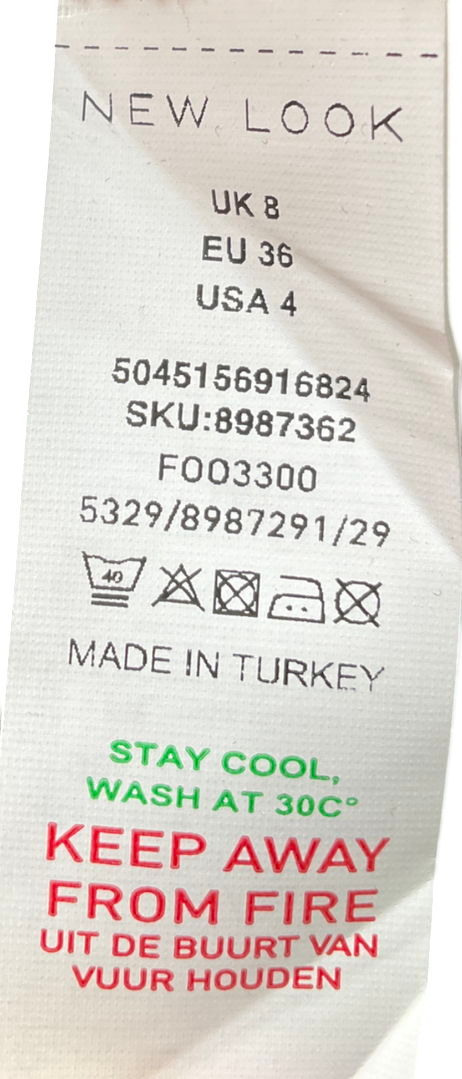 NEW LOOK
UK 8
EU 36
USA 4
5045156916824
SKU:8987362
F003300
5329/8987291/29
40
MADE IN TURKEY
STAY COOL,
WASH AT 30C°
KEEP AWAY
FROM FIRE
UIT DE BUURT VAN
VUUR HOUDEN